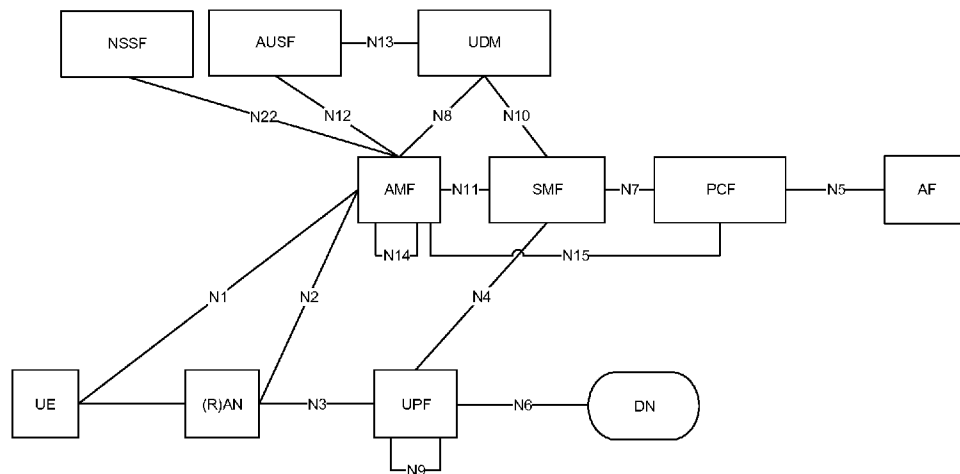 NSSF
AUSF
N13
UDM
N22
N12
N8
N10
AMF
N11
SMF
N7
PCF
N5
AF
N14
N15
N1
N2
N4
UE
(R)AN
N3
UPF
N6
DN
N9